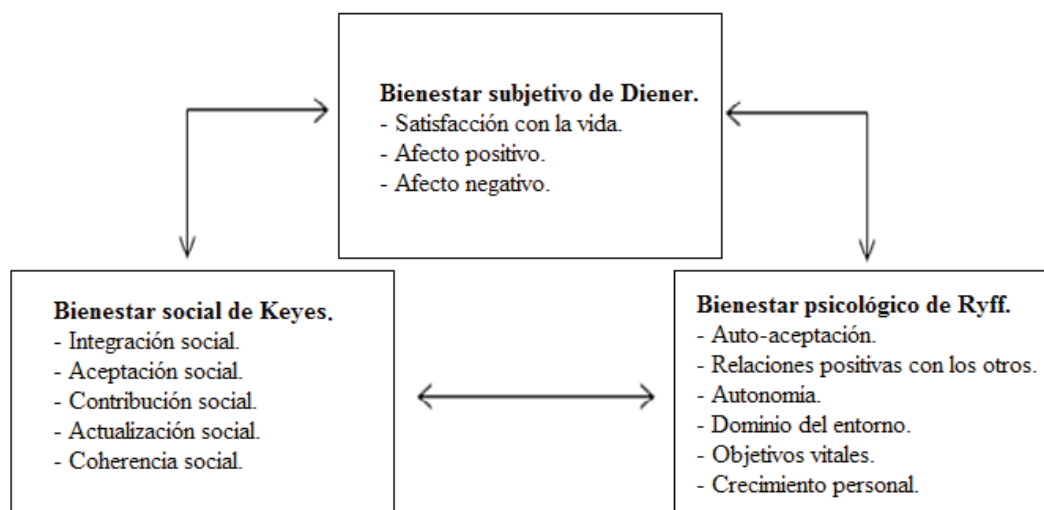 Bienestar subjetivo de Diener.
- Satisfacción con la vida.
- Afecto positivo.
- Afecto negativo.
Bienestar social de Keyes.
- Integración social.
- Aceptación social.
- Contribución social.
- Actualización social.
- Coherencia social.
Bienestar psicológico de Ryff.
- Auto-aceptación.
- Relaciones positivas con los otros.
- Autonomía.
- Dominio del entorno.
- Objetivos vitales.
- Crecimiento personal.